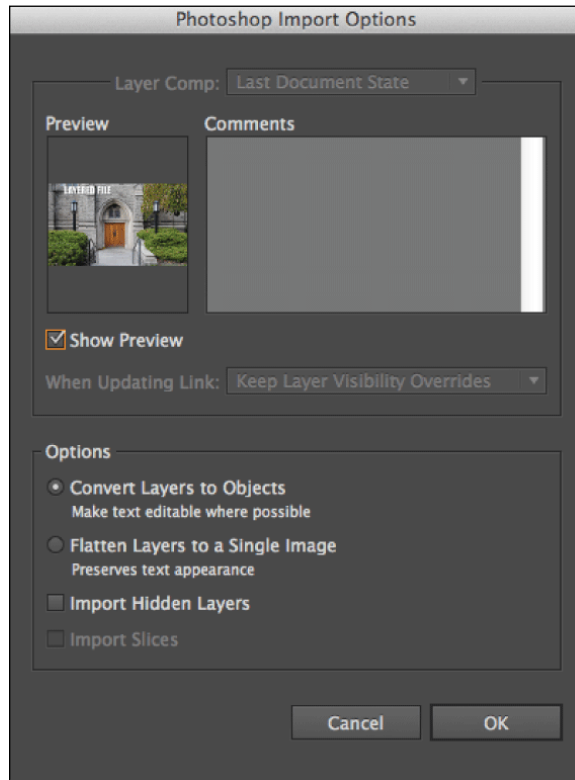 Photoshop Import Options
Layer Comp: Last Document State
Preview Comments
LAYERED FILE
Show Preview
When Updating Link: Keep Layer Visibility Overrides
Options
Convert Layers to Objects
Make text editable where possible
Flatten Layers to a Single Image
Preserves text appearance
Import Hidden Layers
Import Slices
Cancel OK